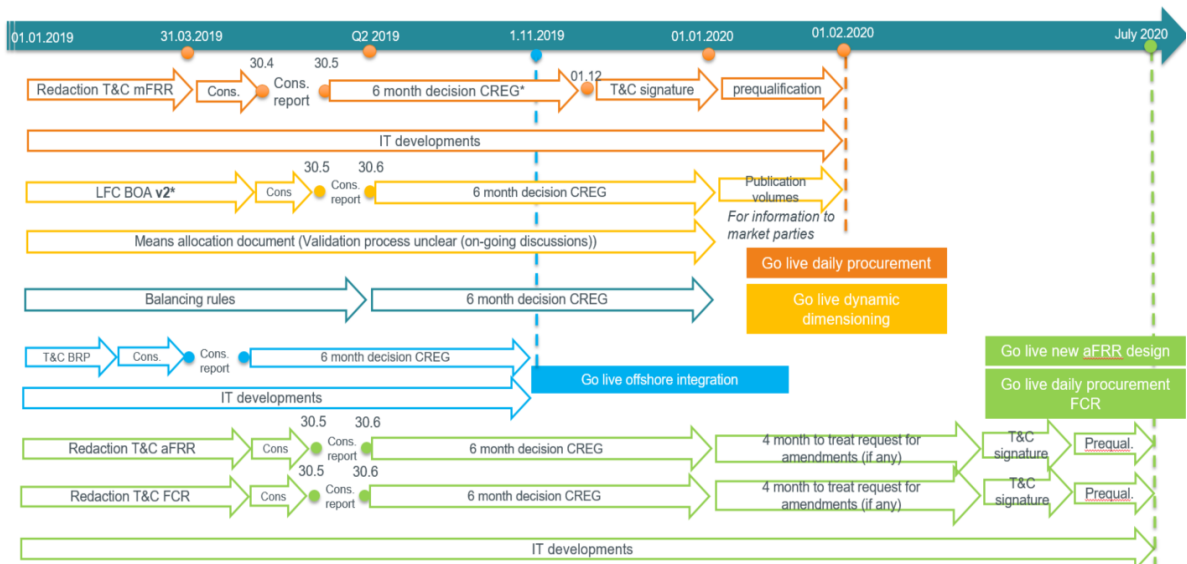 01.01.2019
31.03.2019
Q2 2019
1.11.2019
01.01.2020
01.02.2020
July 2020
Redaction T&C mFRR
Cons.
30.4
Cons.
report
30.5
6 month decision CREG*
01.12
T&C signature
prequalification
IT developments
LFC BOA v2*
Cons
30.5
Cons.
report
30.6
6 month decision CREG
Publication
volumes
For information to
market parties
Means allocation document (Validation process unclear (on-going discussions))
Go live daily procurement
Balancing rules
6 month decision CREG
Go live dynamic
dimensioning
T&C BRP
Cons.
Cons.
report
6 month decision CREG
Go live new aFRR design
Go live offshore integration
Go live daily procurement
FCR
IT developments
Redaction T&C aFRR
Cons
30.5
Cons.
report
30.6
6 month decision CREG
4 month to treat request for
amendments (if any)
T&C
signature
Prequal.
Redaction T&C FCR
Cons
30.5
Cons.
report
30.6
6 month decision CREG
4 month to treat request for
amendments (if any)
T&C
signature
Prequal.
IT developments